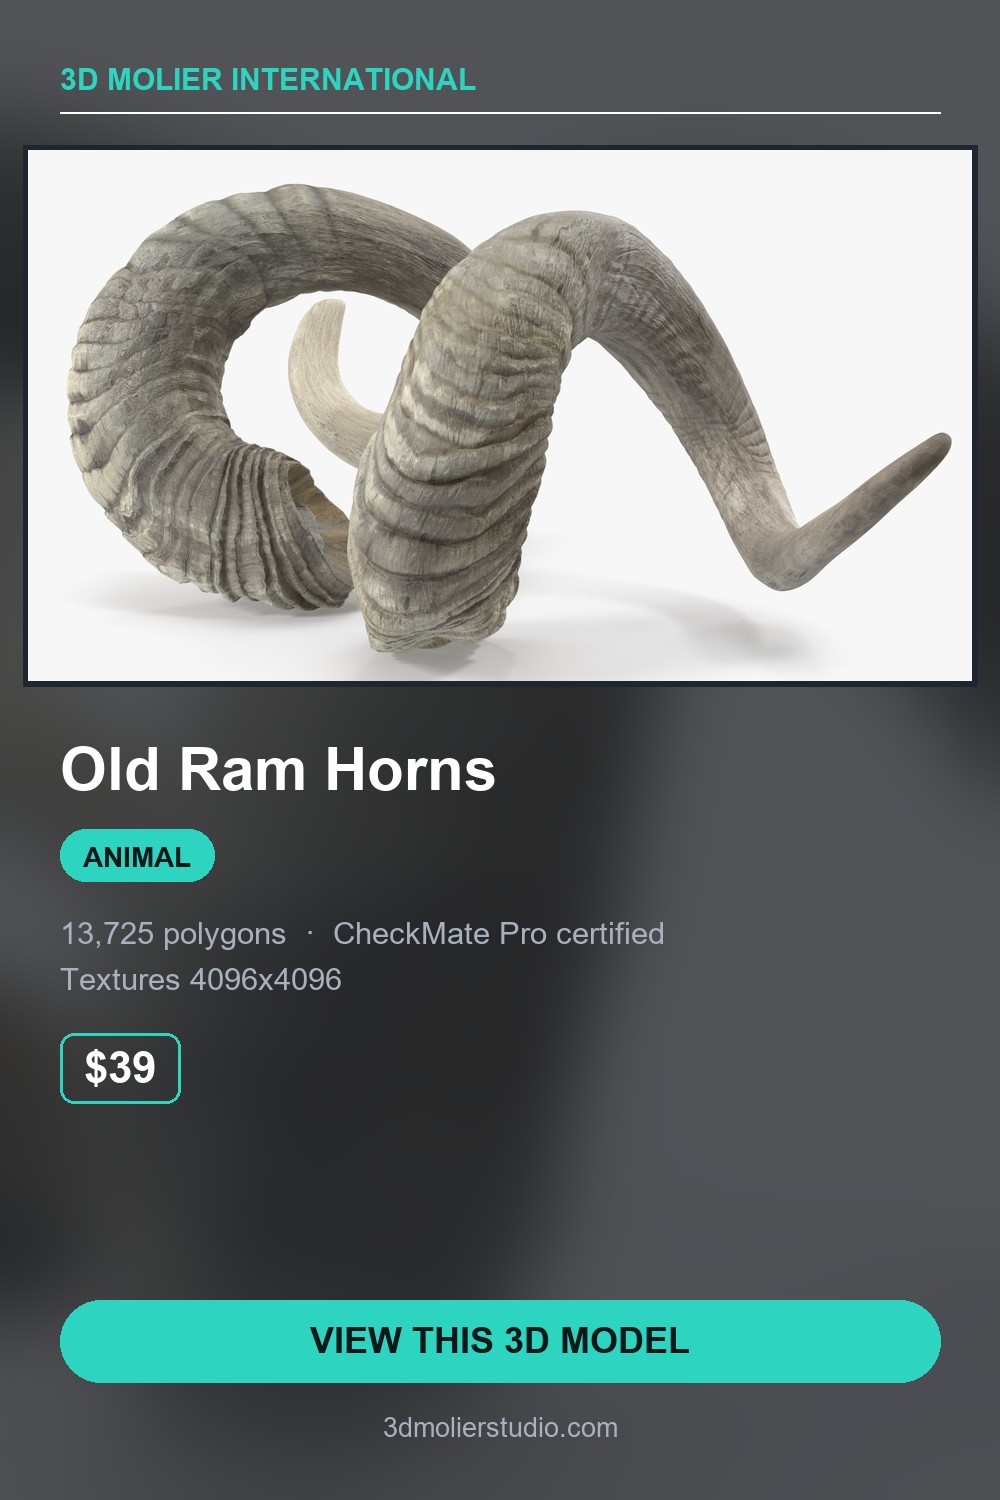 3D MOLIER INTERNATIONAL
Old Ram Horns
ANIMAL
13,725 polygons · CheckMate Pro certified
Textures 4096x4096
$39
VIEW THIS 3D MODEL
3dmolierstudio.com